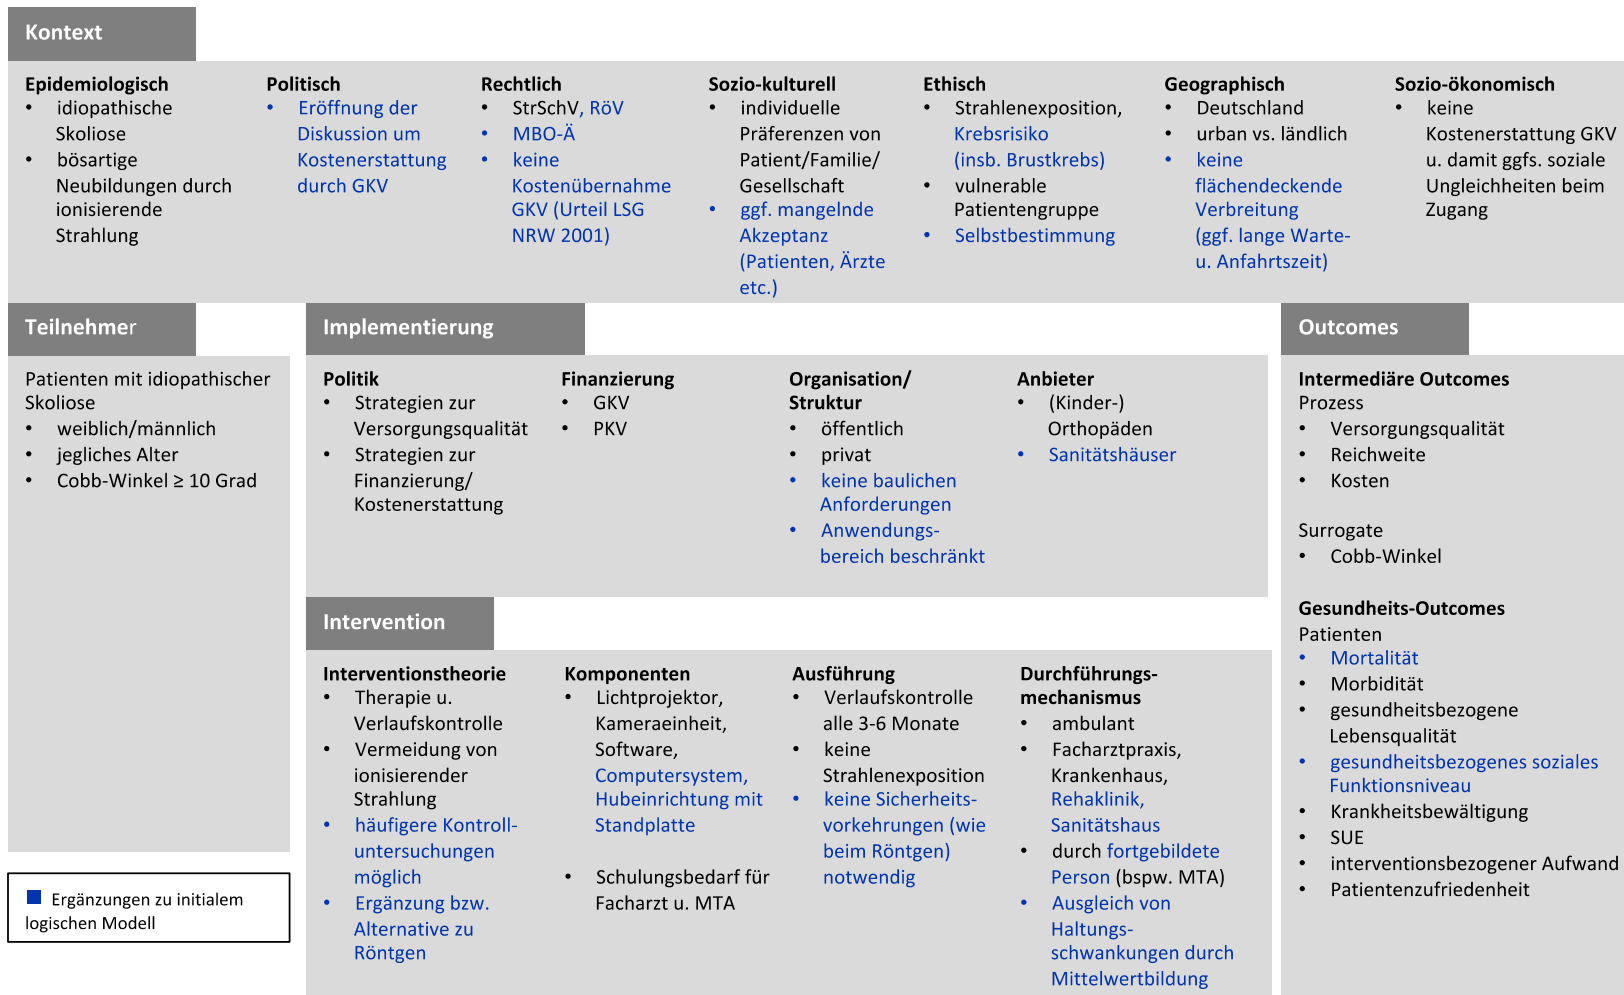 Kontext
Epidemiologisch
• idiopathische
Skoliose
• bösartige
Neubildungen durch
ionisierende
Strahlung
Politisch
• Eröffnung der
Diskussion um
Kostenerstattung
durch GKV
Rechtlich
• StrSchV, RöV
• MBO-Ä
• keine
Kostenübernahme
GKV (Urteil LSG
NRW 2001)
Sozio-kulturell
• individuelle
Präferenzen von
Patient/Familie/
Gesellschaft
• ggf. mangelnde
Akzeptanz
(Patienten, Ärzte
etc.)
Ethisch
• Strahlenexposition,
Krebsrisiko
(insb. Brustkrebs)
• vulnerable
Patientengruppe
• Selbstbestimmung
Geographisch
• Deutschland
• urban vs. ländlich
• keine
flächendeckende
Verbreitung
(ggf. lange Warte-
u. Anfahrtszeit)
Sozio-ökonomisch
• keine
Kostenerstattung GKV
u. damit ggfs. soziale
Ungleichheiten beim
Zugang
Teilnehmer
Patienten mit idiopathischer
Skoliose
• weiblich/männlich
• jegliches Alter
• Cobb-Winkel ≥ 10 Grad
Implementierung
Politik
• Strategien zur
Versorgungsqualität
• Strategien zur
Finanzierung/
Kostenerstattung
Finanzierung
• GKV
• PKV
Organisation/
Struktur
• öffentlich
• privat
• keine baulichen
Anforderungen
• Anwendungs-
bereich beschränkt
Anbieter
• (Kinder-)
Orthopäden
• Sanitätshäuser
Intervention
Interventionstheorie
• Therapie u.
Verlaufskontrolle
• Vermeidung von
ionisierender
Strahlung
• häufigere Kontroll-
untersuchungen
möglich
• Ergänzung bzw.
Alternative zu
Röntgen
Komponenten
• Lichtprojektor,
Kameraeinheit,
Software,
Computersystem,
Hubeinrichtung mit
Standplatte
• Schulungsbedarf für
Facharzt u. MTA
Ausführung
• Verlaufskontrolle
alle 3-6 Monate
• keine
Strahlenexposition
• keine Sicherheits-
vorkehrungen (wie
beim Röntgen)
notwendig
Durchführungs-
mechanismus
• ambulant
• Facharztpraxis,
Krankenhaus,
Rehaklinik,
Sanitätshaus
• durch fortgebildete
Person (bspw. MTA)
• Ausgleich von
Haltungs-
schwankungen durch
Mittelwertbildung
Outcomes
Intermediäre Outcomes
Prozess
• Versorgungsqualität
• Reichweite
• Kosten
Surrogate
• Cobb-Winkel
Gesundheits-Outcomes
Patienten
• Mortalität
• Morbidität
• gesundheitsbezogene
Lebensqualität
• gesundheitsbezogenes soziales
Funktionsniveau
• Krankheitsbewältigung
• SUE
• interventionsbezogener Aufwand
• Patientenzufriedenheit
Ergänzungen zu initialem
logischen Modell